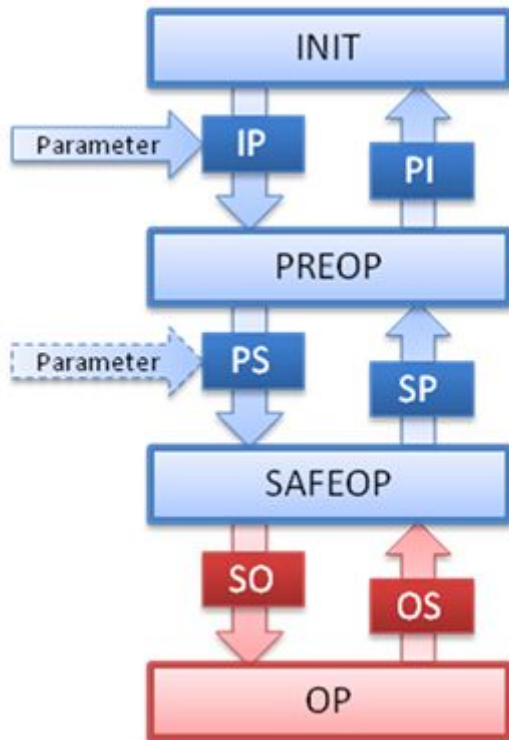 INIT
Parameter
IP
PI
PREOP
Parameter
PS
SP
SAFEOP
SO
OS
OP